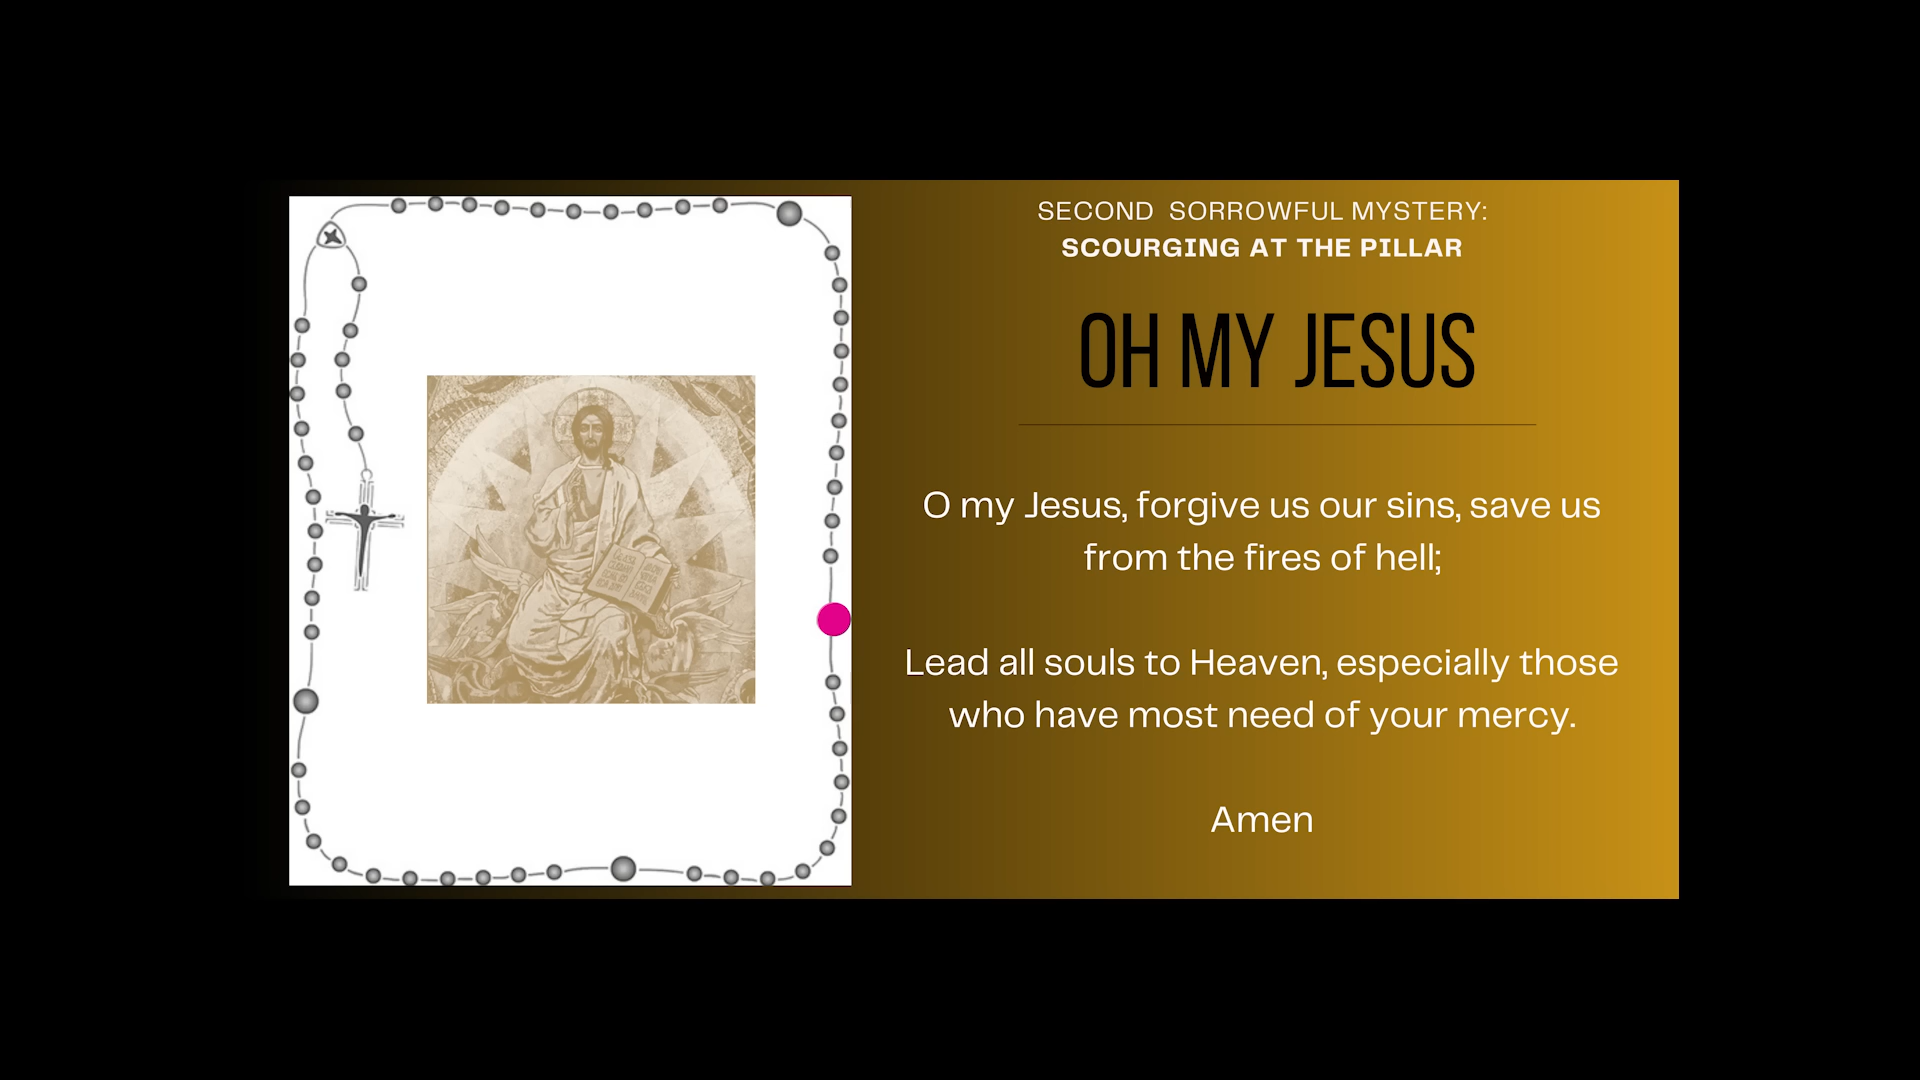 SECOND SORROWFUL MYSTERY:
SCOURGING AT THE PILLAR
OH MY JESUS
O my Jesus, forgive us our sins, save us
from the fires of hell;
Lead all souls to Heaven, especially those
who have most need of your mercy.
Amen